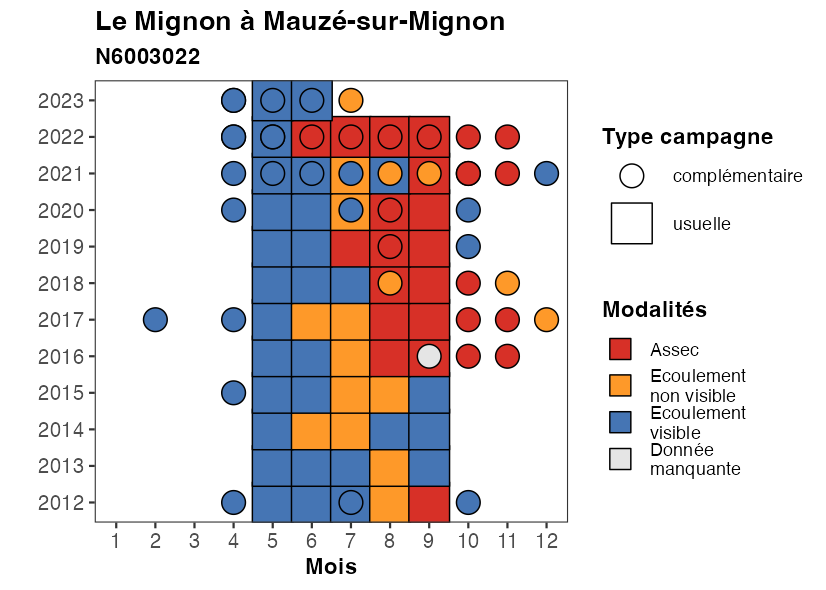 Le Mignon à Mauzé-sur-Mignon
N6003022
2023
2022
2021
2020
2019
2018
2017
2016
2015
2014
2013
2012
1 2 3 4 5 6 7 8 9 10 11 12
Mois
Type campagne
complémentaire
usuelle
Modalités
Assec
Ecoulement
non visible
Ecoulement
visible
Donnée
manquante